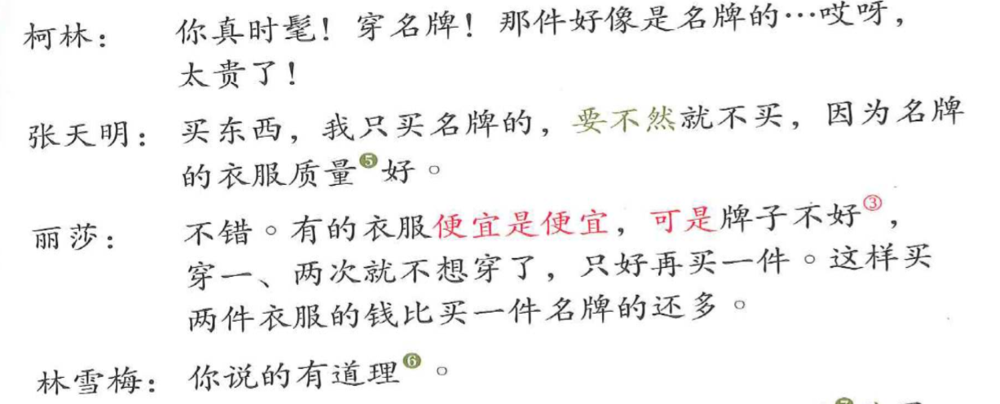 柯林： 你真时髦！穿名牌！那件好像是名牌的…哎呀，
太贵了！
张天明： 买东西，我只买名牌的，要不然就不买，因为名牌
的衣服质量❺好。
丽莎： 不错。有的衣服便宜是便宜，可是牌子不好③，
穿一、两次就不想穿了，只好再买一件。这样买
两件衣服的钱比买一件名牌的还多。
林雪梅： 你说的有道理❻。